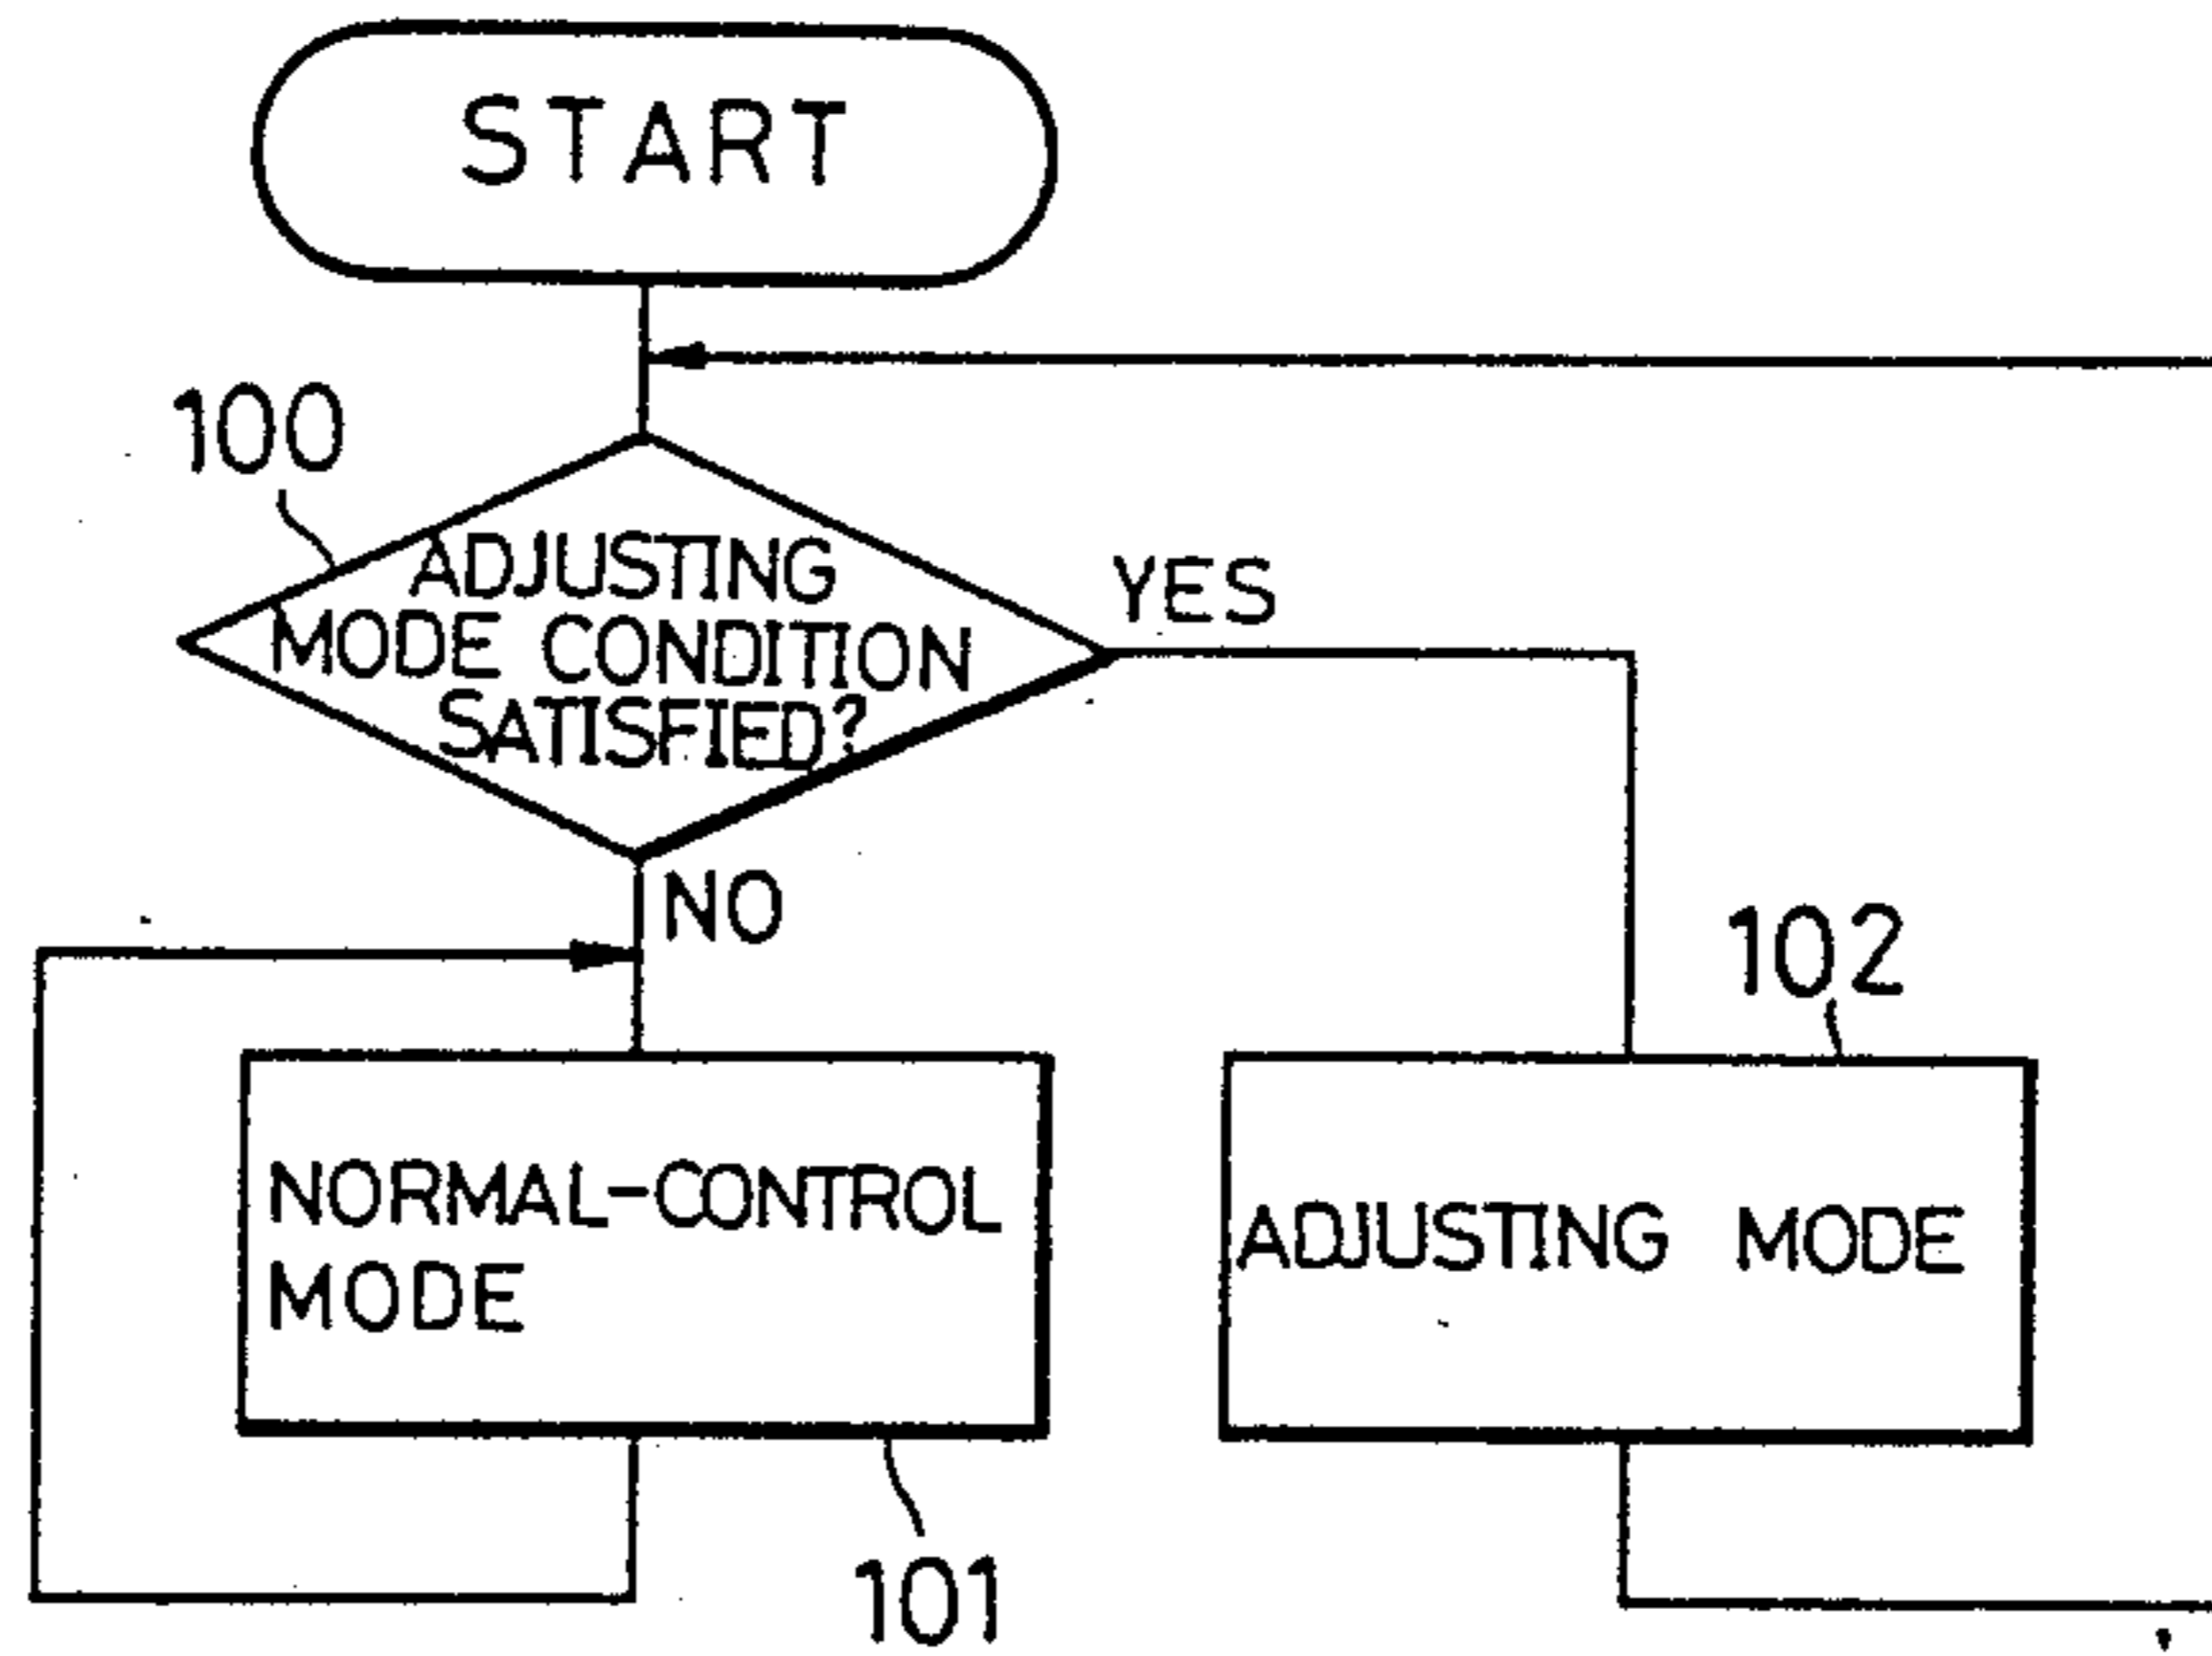 START
100
ADJUSTING
MODE CONDITION
SATISFIED?
YES
NO
102
NORMAL-CONTROL
MODE
ADJUSTING MODE
101